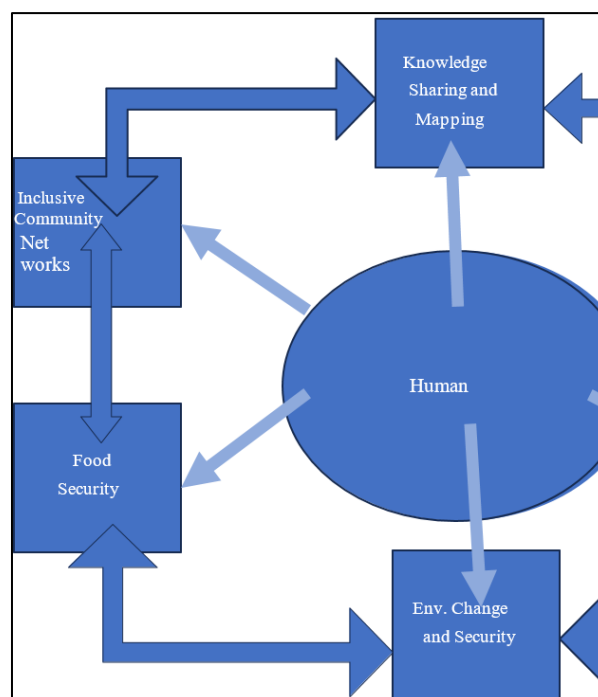 Knowledge
Sharing and
Mapping
Inclusive
Community
Net
works
Human
Food
Security
Env. Change
and Security